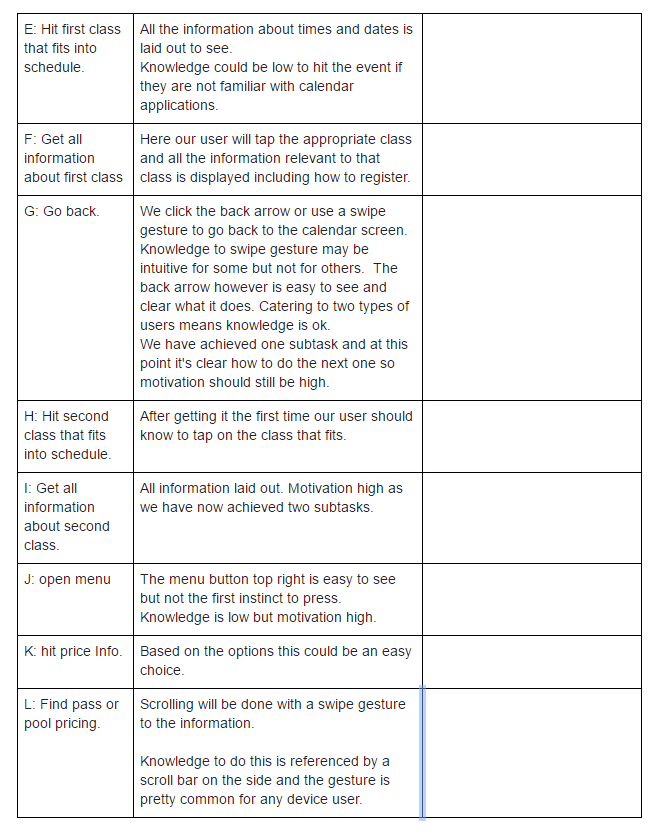 E: Hit first class
that fits into
schedule.
All the information about times and dates is
laid out to see.
Knowledge could be low to hit the event if
they are not familiar with calendar
applications.
F: Get all
information
about first class
Here our user will tap the appropriate class
and all the information relevant to that
class is displayed including how to register.
G: Go back.
We click the back arrow or use a swipe
gesture to go back to the calendar screen.
Knowledge to swipe gesture may be
intuitive for some but not for others.  The
back arrow however is easy to see and
clear what it does. Catering to two types of
users means knowledge is ok.
We have achieved one subtask and at this
point it's clear how to do the next one so
motivation should still be high.
H: Hit second
class that fits
into schedule.
After getting it the first time our user should
know to tap on the class that fits.
I: Get all
information
about second
class.
All information laid out. Motivation high as
we have now achieved two subtasks.
J: open menu
The menu button top right is easy to see
but not the first instinct to press.
Knowledge is low but motivation high.
K: hit price Info.
Based on the options this could be an easy
choice.
L: Find pass or
pool pricing.
Scrolling will be done with a swipe gesture
to the information.
Knowledge to do this is referenced by a
scroll bar on the side and the gesture is
pretty common for any device user.